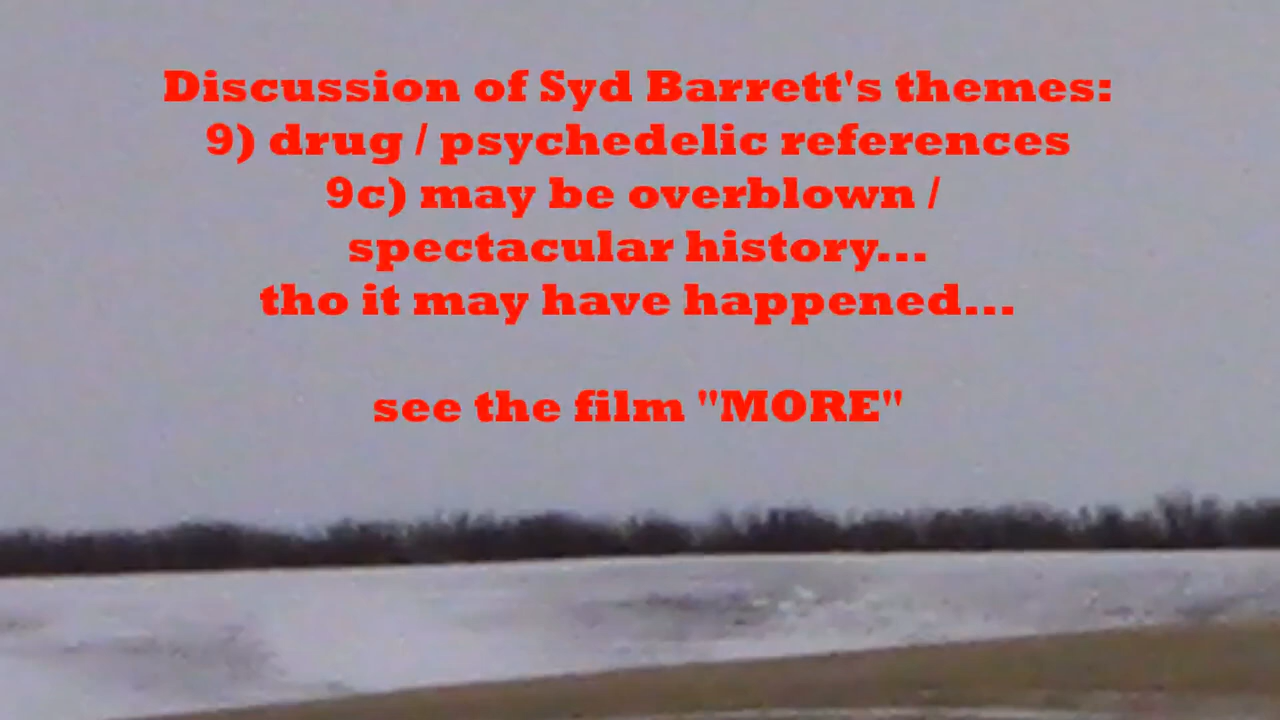 Discussion of Syd Barrett's themes:
9) drug / psychedelic references
9c) may be overblown /
spectacular history...
tho it may have happened...
see the film "MORE"